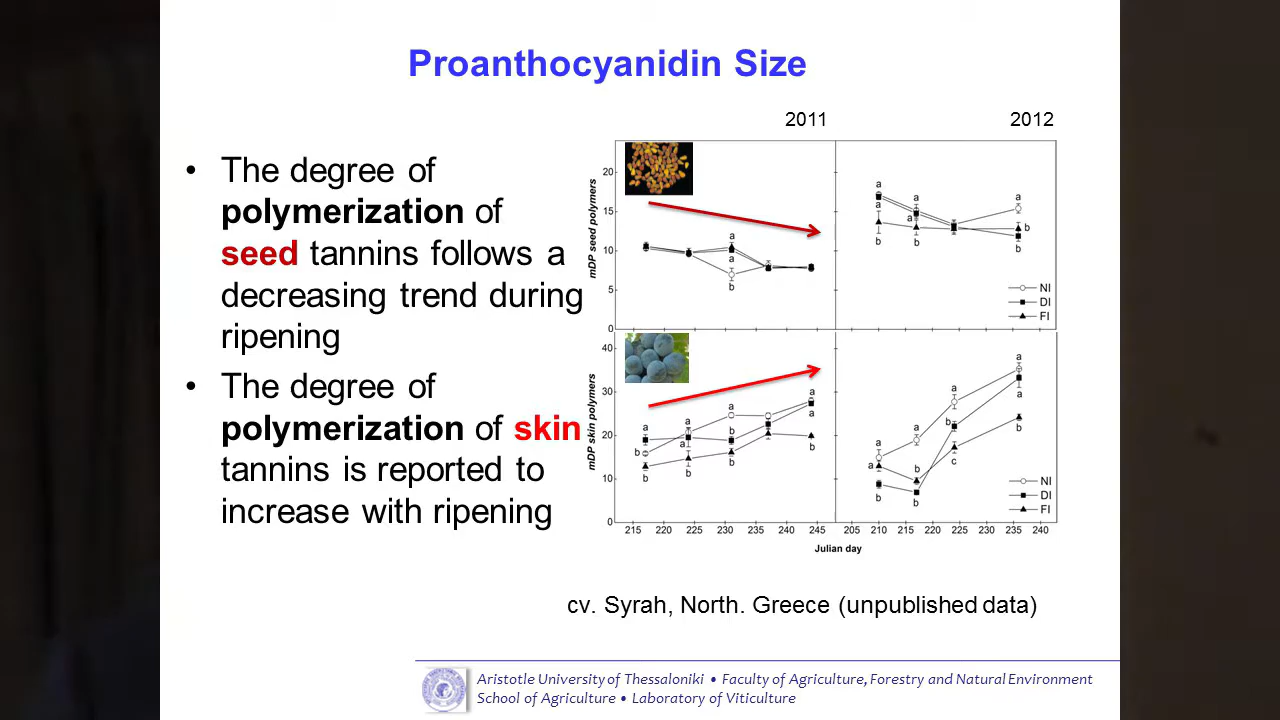 Proanthocyanidin Size
• The degree of
polymerization of
seed tannins follows a
decreasing trend during
ripening
• The degree of
polymerization of skin
tannins is reported to
increase with ripening
2011
2012
mDP seed polymers
20
15
10
5
0
a
a
b
a
a
b
a
a
b
a
b
b
NI
DI
FI
mDP skin polymers
40
30
20
10
0
a
b
b
a
a
b
a
b
b
a
a
b
a
a
b
a
b
b
a
b
c
a
a
b
NI
DI
FI
215 220 225 230 235 240 245 205 210 215 220 225 230 235 240
Julian day
cv. Syrah, North. Greece (unpublished data)
Aristotle University of Thessaloniki • Faculty of Agriculture, Forestry and Natural Environment
School of Agriculture • Laboratory of Viticulture